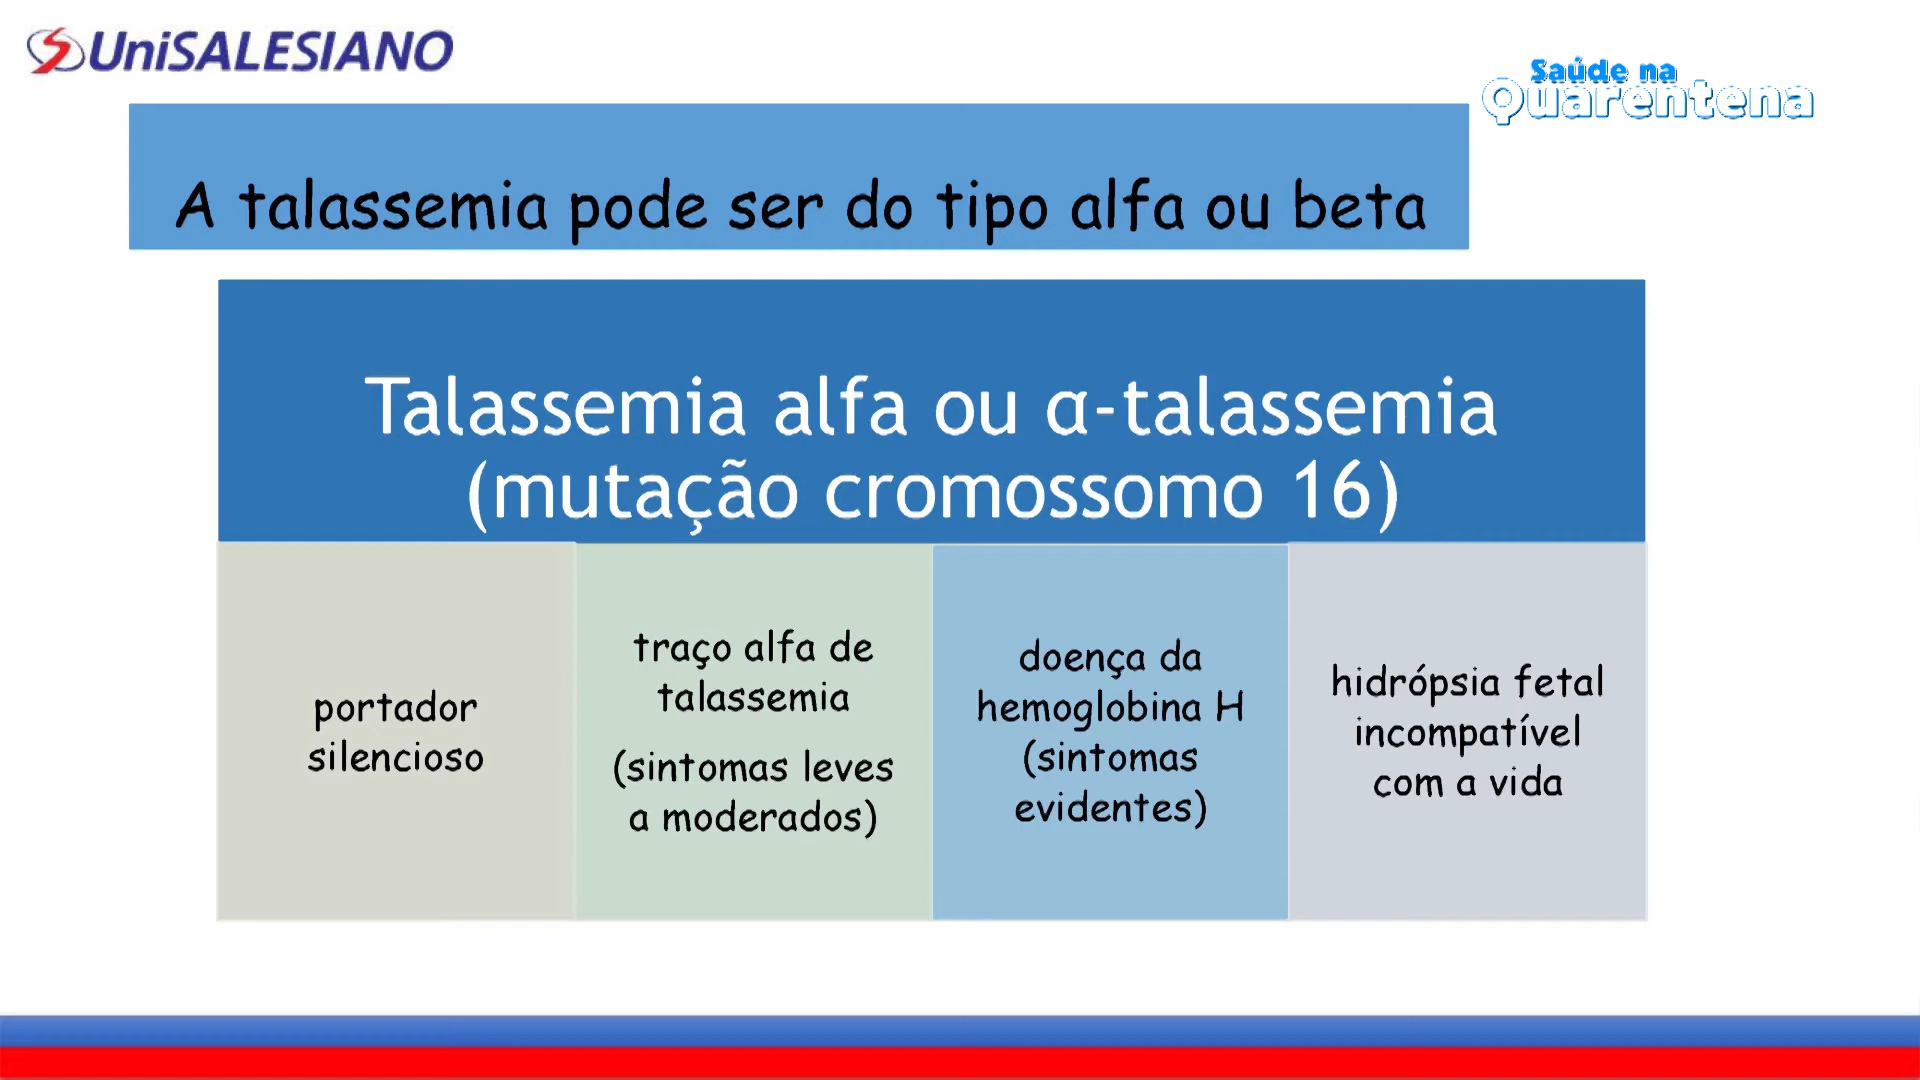 UniSALESIANO
Saúde na
Quarentena
A talassemia pode ser do tipo alfa ou beta
Talassemia alfa ou α-talassemia
(mutação cromossomo 16)
portador
silencioso
traço alfa de
talassemia
(sintomas leves
a moderados)
doença da
hemoglobina H
(sintomas
evidentes)
hidrópsia fetal
incompatível
com a vida